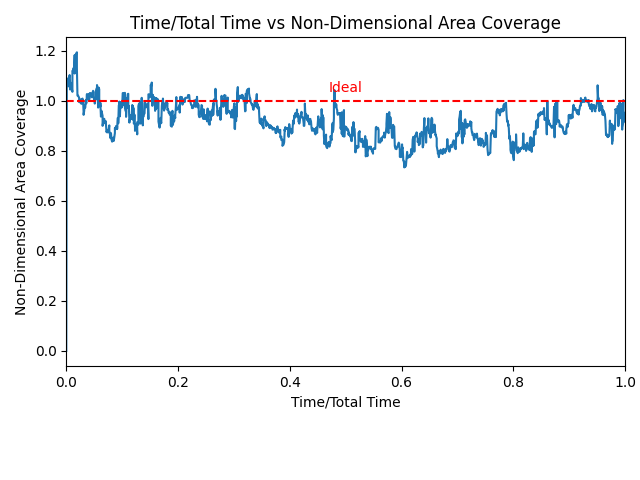 Time/Total Time vs Non-Dimensional Area Coverage
1.2
1.0
0.8
0.6
0.4
0.2
0.0
Non-Dimensional Area Coverage
Ideal
0.0 0.2 0.4 0.6 0.8 1.0
Time/Total Time